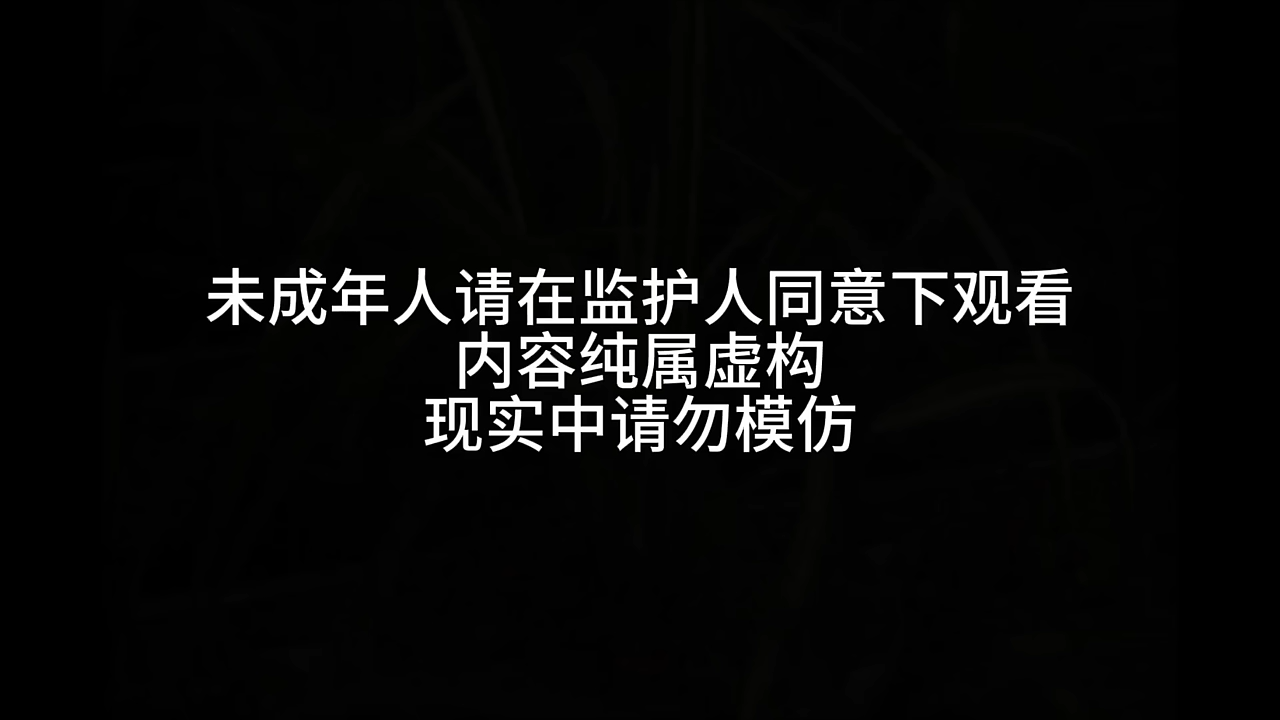 未成年人请在监护人同意下观看
内容纯属虚构
现实中请勿模仿